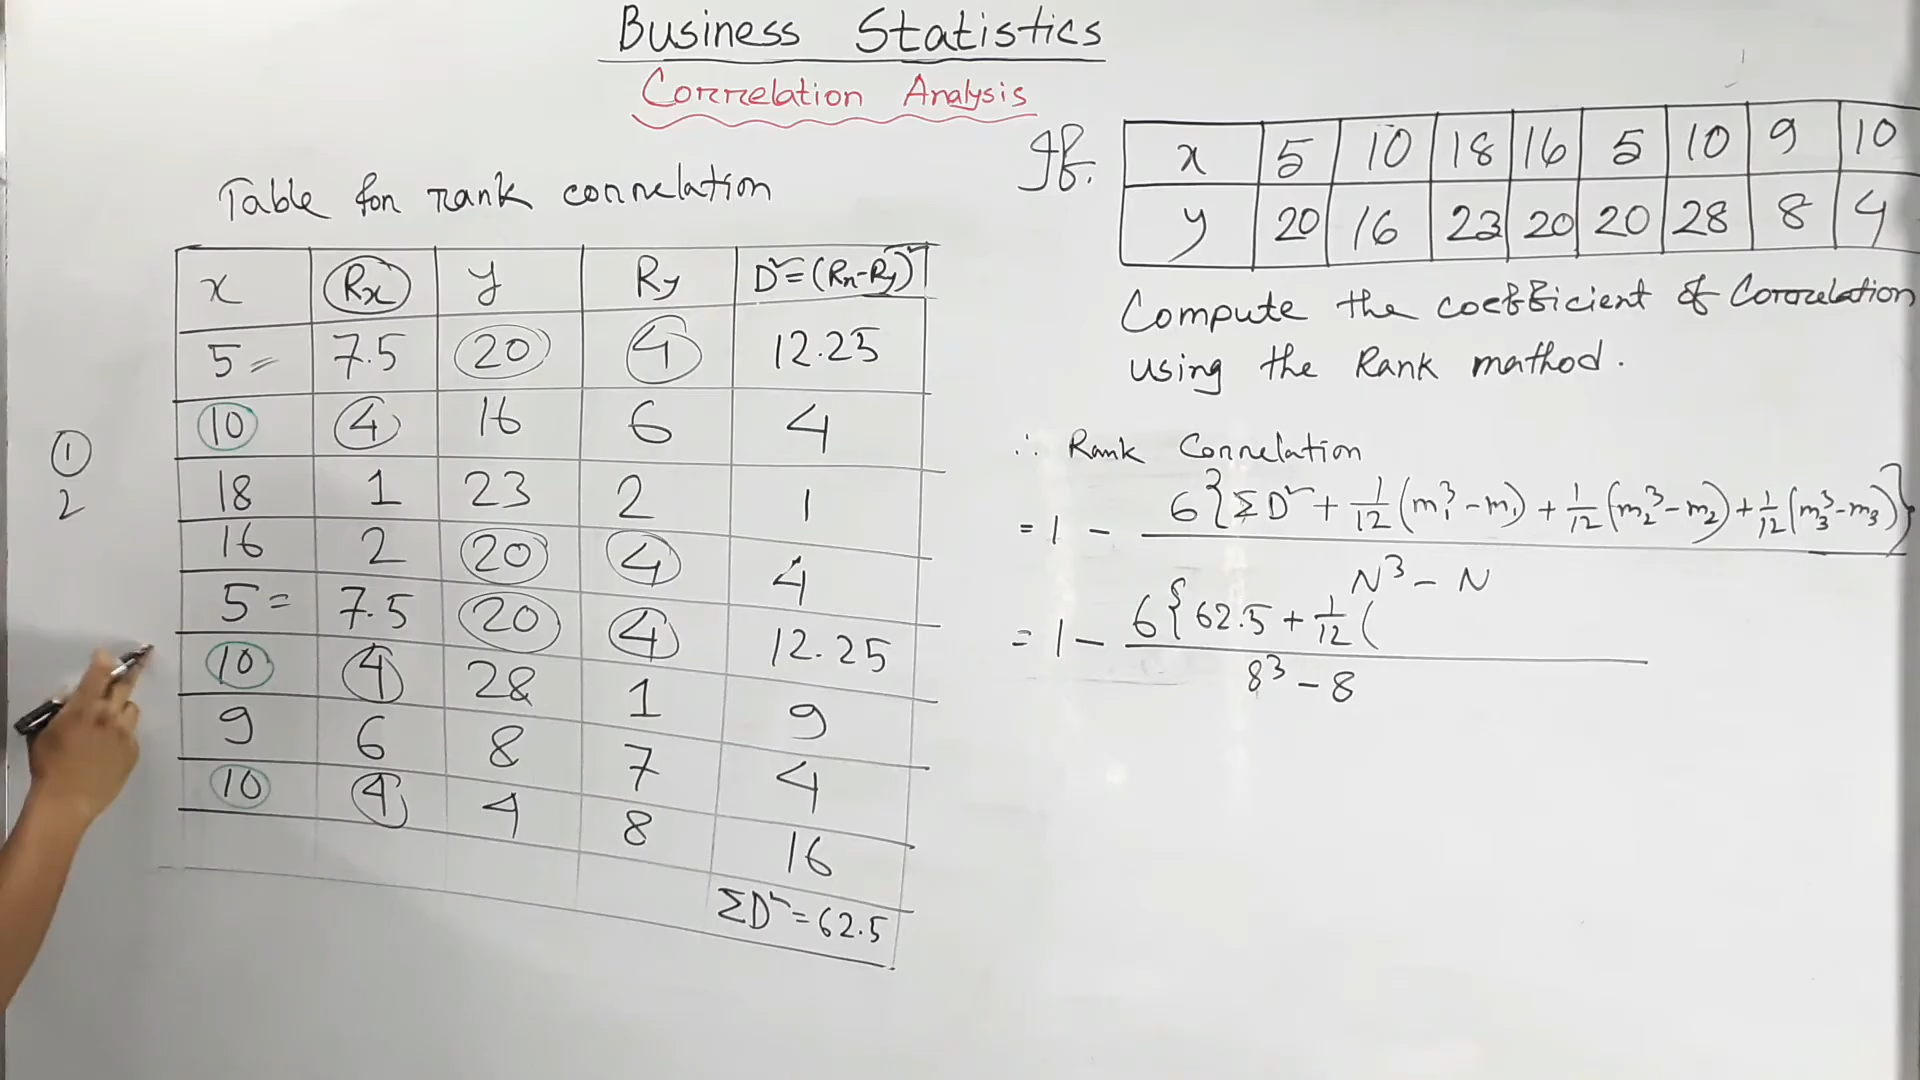 Business Statistics
Correlation Analysis
Table for rank correlation
x Rx y Ry D²=(Rx-Ry)²
5= 7.5 20 4 12.25
10 4 16 6 4
18 1 23 2 1
16 2 20 4 4
5= 7.5 20 4 12.25
10 4 28 1 9
9 6 8 7 4
10 4 4 8 16
ΣD²=62.5
1
2
If.
x 5 10 18 16 5 10 9 10
y 20 16 23 20 20 28 8 4
Compute the coefficient of Correlation
using the Rank mathod.
∴ Rank Correlation
= 1 - 6{ΣD² + 1/12 (m₁³-m₁) + 1/12 (m₂³-m₂) + 1/12 (m₃³-m₃)}
N³ - N
= 1 - 6{62.5 + 1/12 (
8³ - 8